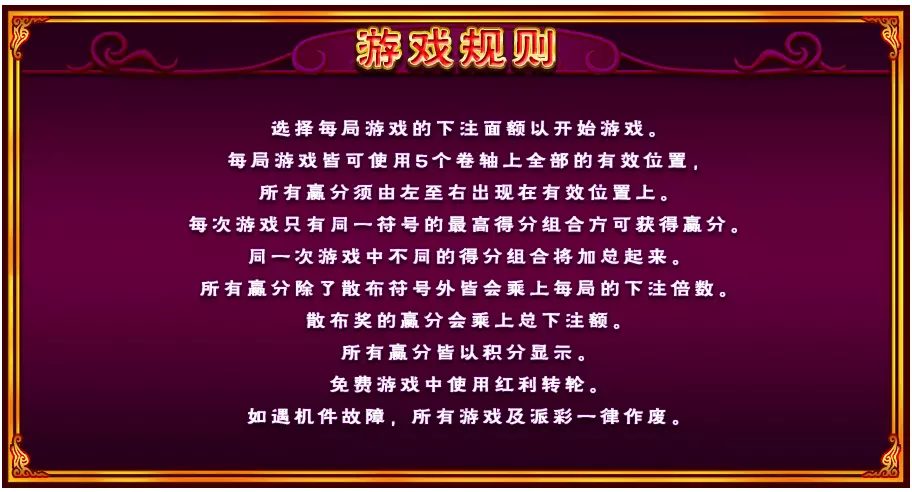 游戏规则
选择每局游戏的下注面额以开始游戏。
每局游戏皆可使用5个卷轴上全部的有效位置,
所有赢分须由左至右出现在有效位置上。
每次游戏只有同一符号的最高得分组合方可获得赢分。
同一次游戏中不同的得分组合将加总起来。
所有赢分除了散布符号外皆会乘上每局的下注倍数。
散布奖的赢分会乘上总下注额。
所有赢分皆以积分显示。
免费游戏中使用红利转轮。
如遇机件故障,所有游戏及派彩一律作废。